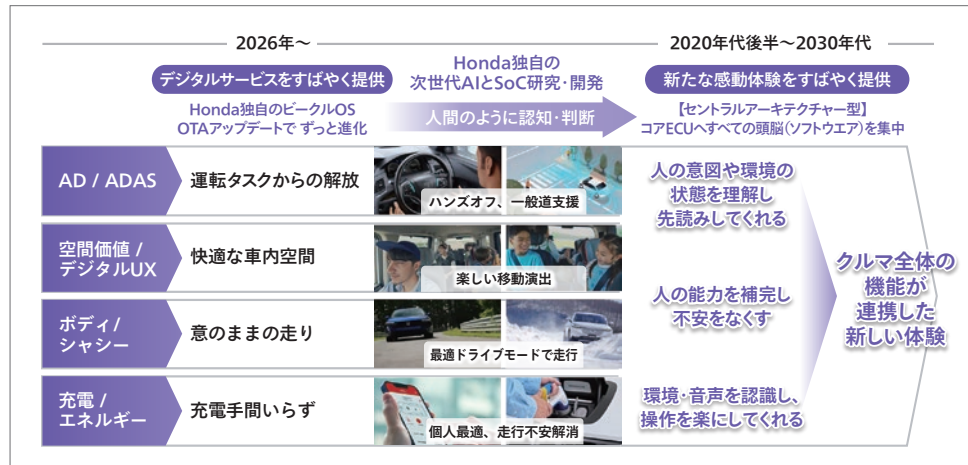 2026年～
デジタルサービスをすばやく提供
Honda独自のビークルOS
OTAアップデートで ずっと進化
Honda独自の
次世代AIとSoC研究・開発
人間のように認知・判断
2020年代後半～2030年代
新たな感動体験をすばやく提供
【セントラルアーキテクチャー型】
コアECUへすべての頭脳（ソフトウエア）を集中
AD / ADAS
運転タスクからの解放
ハンズオフ、一般道支援
空間価値 /
デジタルUX
快適な車内空間
楽しい移動演出
ボディ/
シャシー
意のままの走り
最適ドライブモードで走行
充電 /
エネルギー
充電手間いらず
個人最適、走行不安解消
人の意図や環境の
状態を理解し
先読みしてくれる
人の能力を補完し
不安をなくす
環境・音声を認識し、
操作を楽にしてくれる
クルマ全体の
機能が
連携した
新しい体験